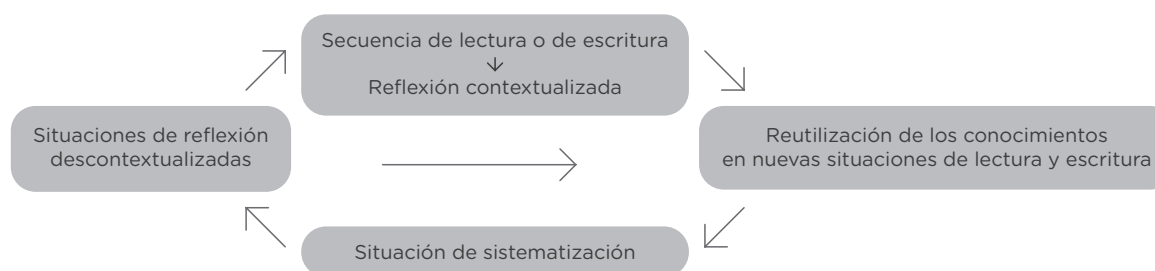 Secuencia de lectura o de escritura
Reflexión contextualizada
Situaciones de reflexión
descontextualizadas
Reutilización de los conocimientos
en nuevas situaciones de lectura y escritura
Situación de sistematización